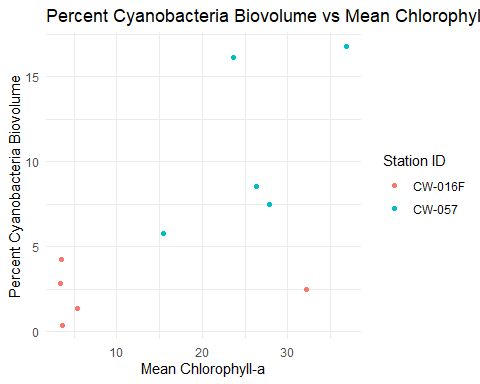 Percent Cyanobacteria Biovolume vs Mean Chlorophyl
Percent Cyanobacteria Biovolume
15
10
5
0
10
20
30
Mean Chlorophyll-a
Station ID
CW-016F
CW-057